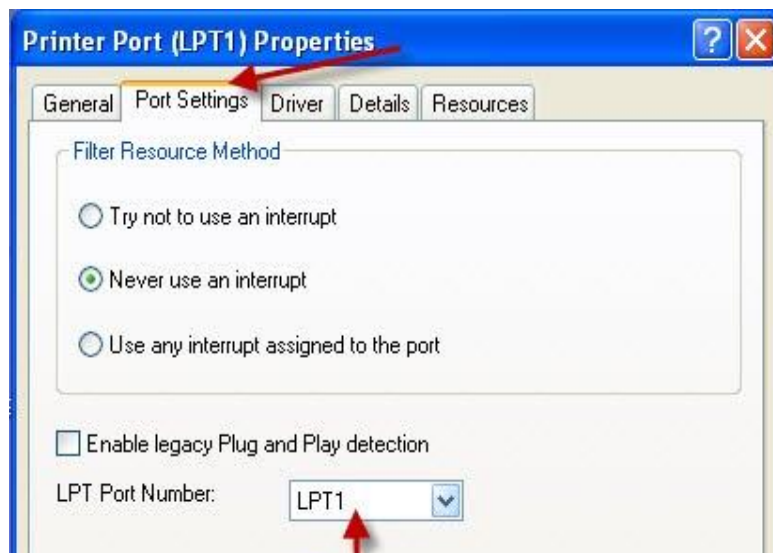 Printer Port (LPT1) Properties
General Port Settings Driver Details Resources
Filter Resource Method
Try not to use an interrupt
Never use an interrupt
Use any interrupt assigned to the port
Enable legacy Plug and Play detection
LPT Port Number: LPT1